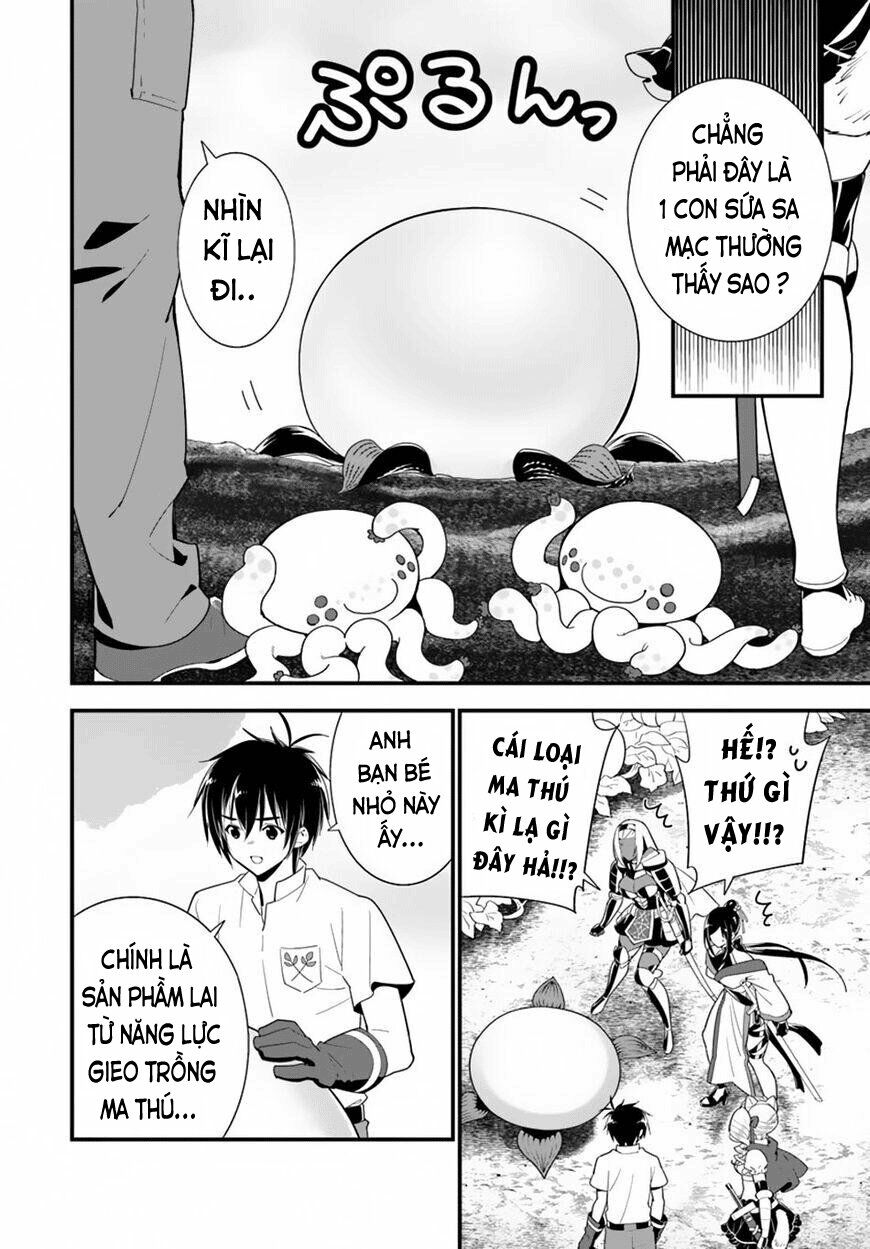 CHẲNG
PHẢI ĐÂY LÀ
1 CON SỨA SA
MẠC THƯỜNG
THẤY SAO ?
ぷるんっ
NHÌN
KĨ LẠI
ĐI..
HẾ!?
THỨ GÌ
VẬY!!?
CÁI LOẠI
MA THÚ
KÌ LẠ GÌ
ĐÂY HẢ!!?
ANH
BẠN BÉ
NHỎ NÀY
ẤY...
CHÍNH LÀ
SẢN PHẦM LAI
TỪ NĂNG LỰC
GIEO TRỒNG
MA THÚ...